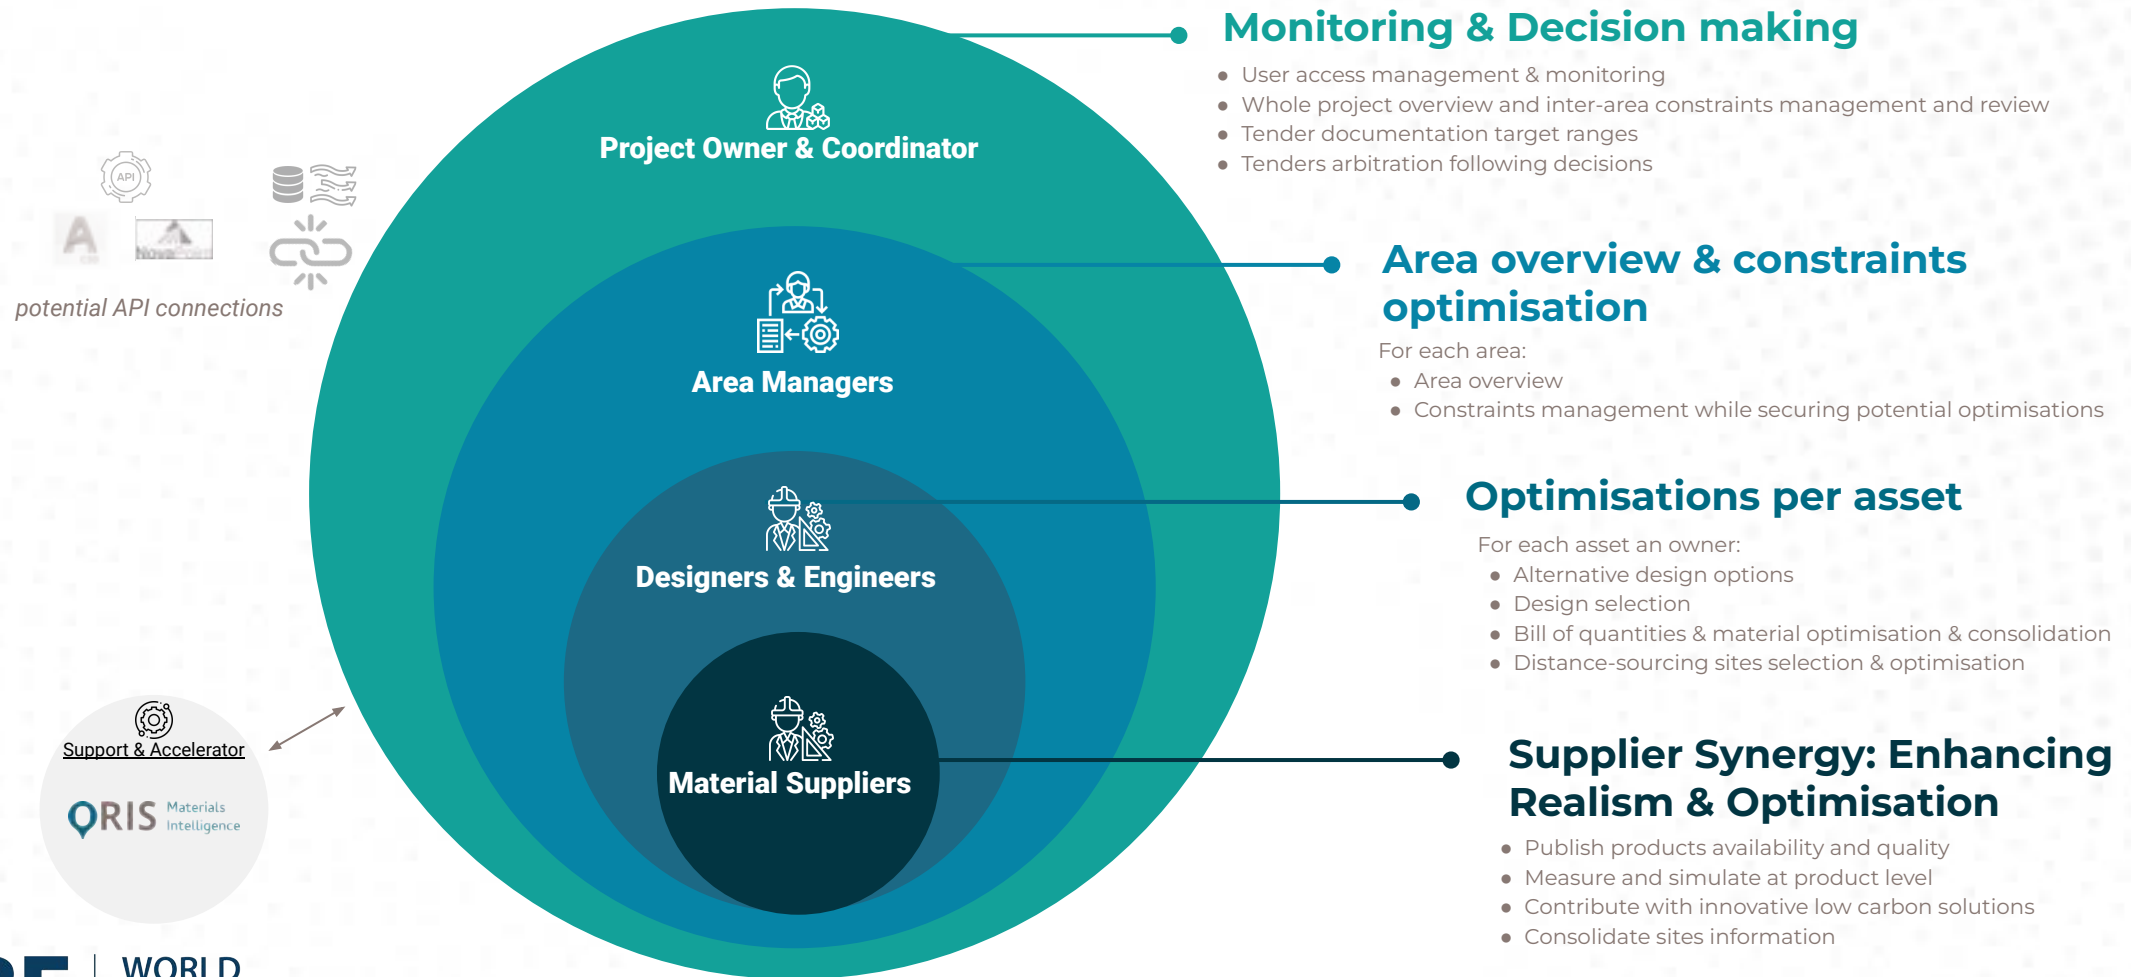 Monitoring & Decision making
User access management & monitoring
Whole project overview and inter-area constraints management and review
Tender documentation target ranges
Tenders arbitration following decisions
Project Owner & Coordinator
API
A
NovaPoint
potential API connections
Area overview & constraints
optimisation
For each area:
Area overview
Constraints management while securing potential optimisations
Area Managers
Optimisations per asset
For each asset an owner:
Alternative design options
Design selection
Bill of quantities & material optimisation & consolidation
Distance-sourcing sites selection & optimisation
Designers & Engineers
Supplier Synergy: Enhancing
Realism & Optimisation
Publish products availability and quality
Measure and simulate at product level
Contribute with innovative low carbon solutions
Consolidate sites information
Material Suppliers
Support & Accelerator
ORIS Materials
Intelligence
WORLD